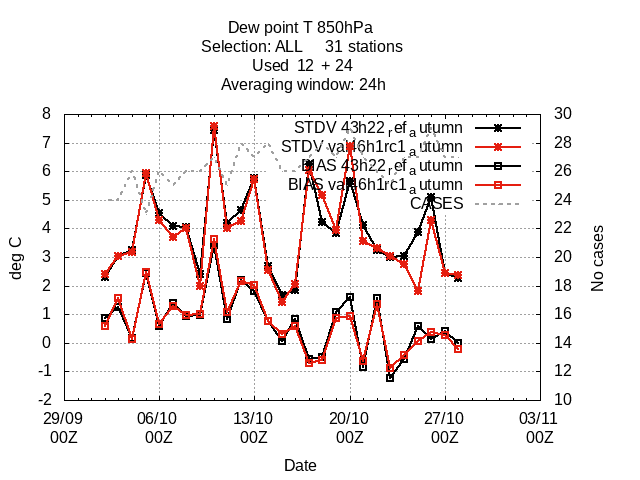 Dew point T 850hPa
Selection: ALL 31 stations
Used 12 + 24
Averaging window: 24h
STDV 43h22_ref_autumn
STDV val46h1rc1_autumn
BIAS 43h22_ref_autumn
BIAS val46h1rc1_autumn
CASES
deg C
8
7
6
5
4
3
2
1
0
-1
-2
No cases
30
28
26
24
22
20
18
16
14
12
10
29/09 06/10 13/10 20/10 27/10 03/11
00Z 00Z 00Z 00Z 00Z 00Z
Date